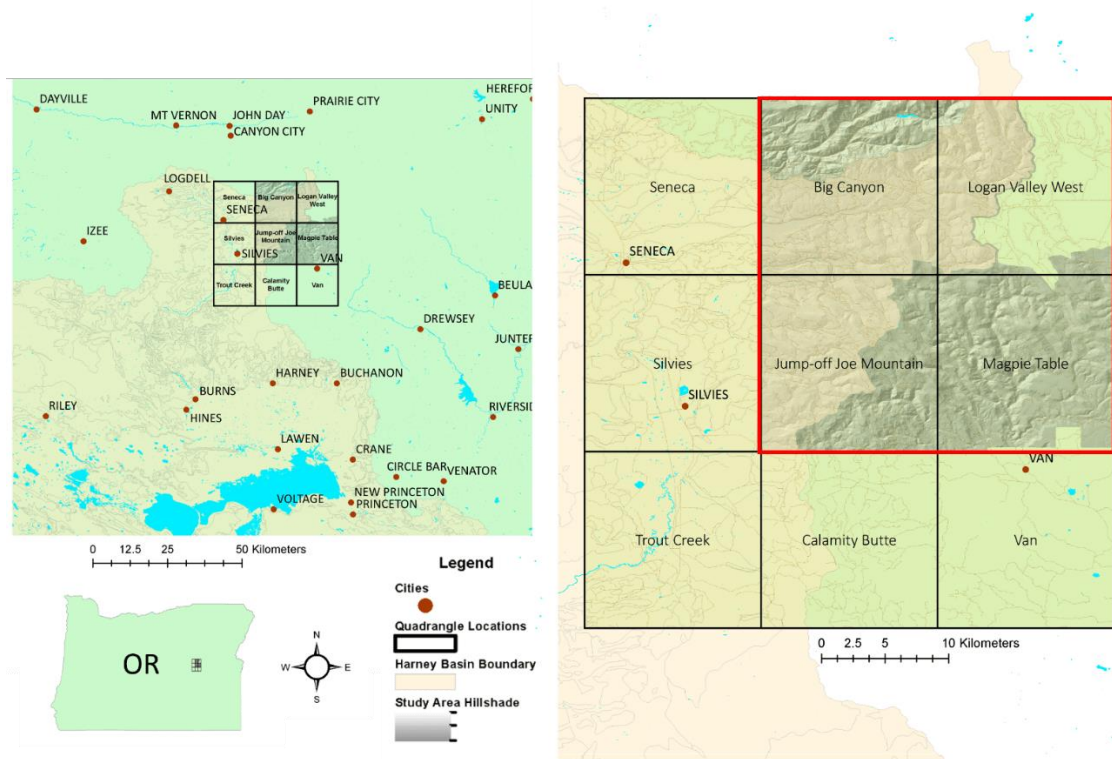 DAYVILLE
MT VERNON
JOHN DAY
CANYON CITY
PRAIRIE CITY
HEREFOR
UNITY
LOGDELL
IZEE
Seneca
Big Canyon
Logan Valley
West
SENECA
Silvies
Jump-off Joe
Mountain
Magpie Table
SILVIES
VAN
Trout Creek
Calamity
Butte
Van
BEULA
DREWSEY
JUNTER
HARNEY
BUCHANON
BURNS
HINES
RILEY
RIVERSID
LAWEN
CRANE
CIRCLE BAR
VENATOR
VOLTAGE
NEW PRINCETON
PRINCETON
0 12.5 25 50 Kilometers
OR
N
W E
S
Legend
Cities
Quadrangle Locations
Harney Basin Boundary
Study Area Hillshade
Seneca
Big Canyon
Logan Valley West
SENECA
Silvies
Jump-off Joe Mountain
Magpie Table
SILVIES
VAN
Trout Creek
Calamity Butte
Van
0 2.5 5 10 Kilometers